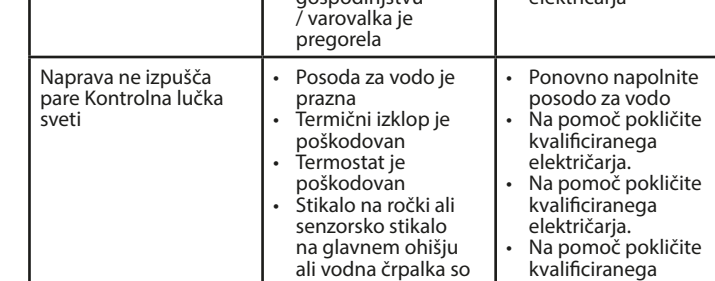 gospodinjstvu
/ varovalka je
pregorela
električarja
Naprava ne izpušča
pare Kontrolna lučka
sveti
• Posoda za vodo je
prazna
• Termični izklop je
poškodovan
• Termostat je
poškodovan
• Stikalo na ročki ali
senzorsko stikalo
na glavnem ohišju
ali vodna črpalka so
• Ponovno napolnite
posodo za vodo
• Na pomoč pokličite
kvalificiranega
električarja.
• Na pomoč pokličite
kvalificiranega
električarja.
• Na pomoč pokličite
kvalificiranega